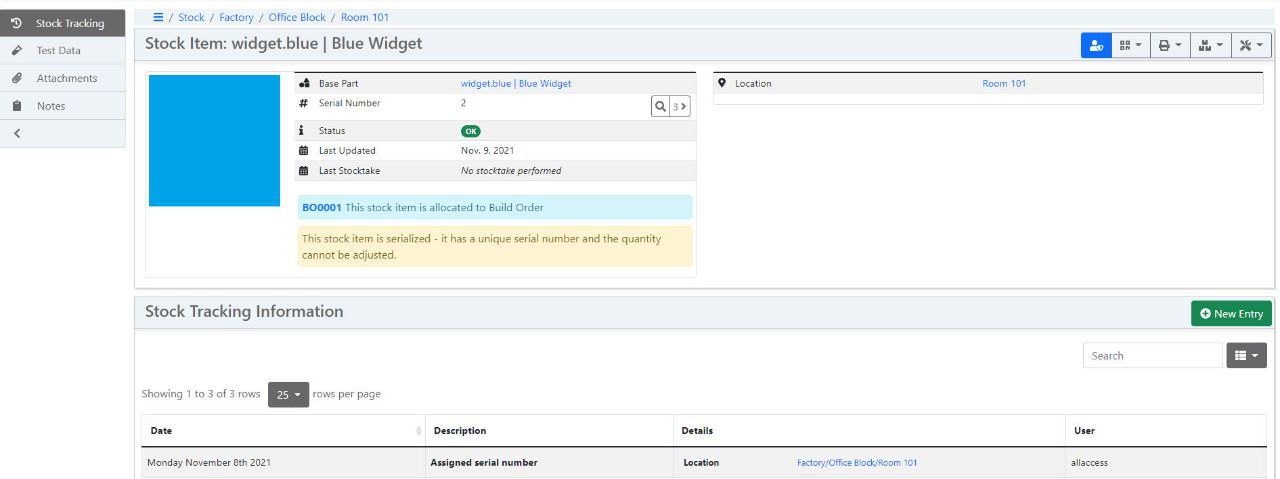 Stock Tracking
Test Data
Attachments
Notes
/ Stock / Factory / Office Block / Room 101
Stock Item: widget.blue | Blue Widget
Base Part widget.blue | Blue Widget
Serial Number 2 3
Status OK
Last Updated Nov. 9, 2021
Last Stocktake No stocktake performed
BO0001 This stock item is allocated to Build Order
This stock item is serialized - it has a unique serial number and the quantity
cannot be adjusted.
Location Room 101
Stock Tracking Information
New Entry
Search
Showing 1 to 3 of 3 rows 25 rows per page
Date Description Details User
Monday November 8th 2021 Assigned serial number Location Factory/Office Block/Room 101 allaccess